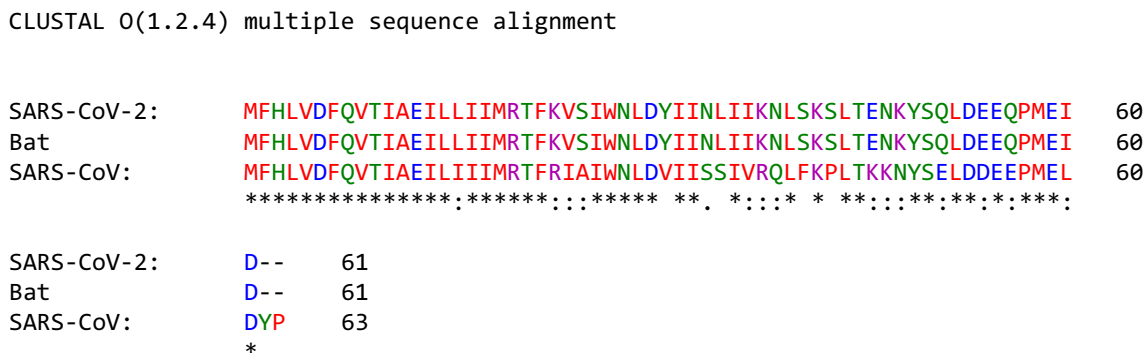 CLUSTAL O(1.2.4) multiple sequence alignment
SARS-CoV-2: MFHLVDFQVTIAEILLIIMRTFKVSIWNLDYIINLIIKNLSKSLTENKYSQLDEEQPMEI 60
Bat MFHLVDFQVTIAEILLIIMRTFKVSIWNLDYIINLIIKNLSKSLTENKYSQLDEEQPMEI 60
SARS-CoV: MFHLVDFQVTIAEILIIIMRTFRIAIWNLDVIISSIVRQLFKPLTKKNYSELDDEEPMEL 60
***************:******:::***** **. *:::* * **:::**:**:*:***:
SARS-CoV-2: D-- 61
Bat D-- 61
SARS-CoV: DYP 63
*